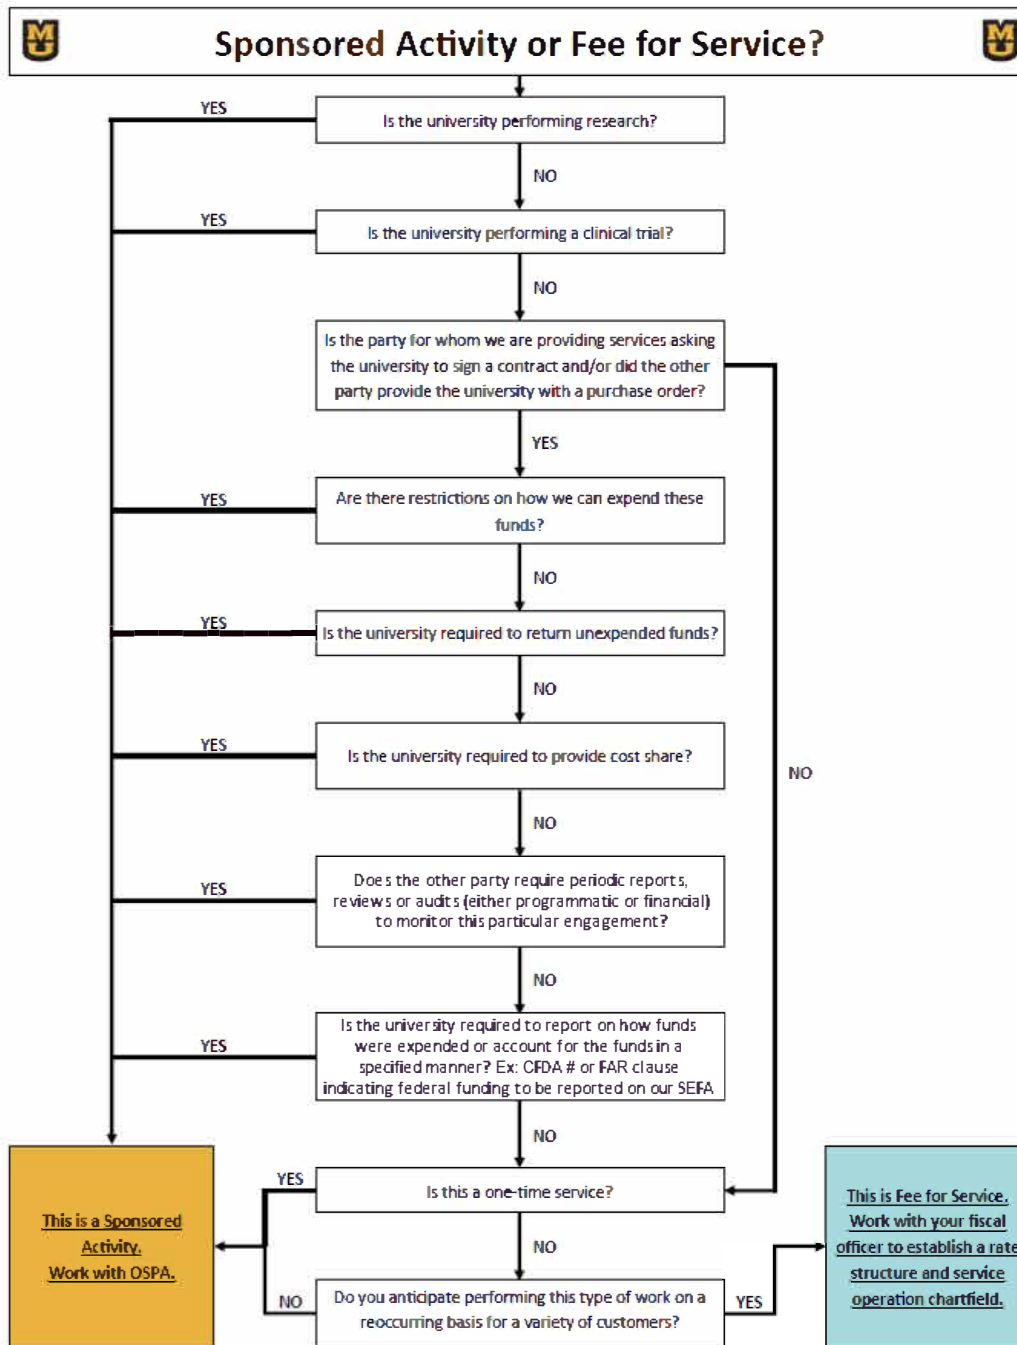 MU
Sponsored Activity or Fee for Service?
MU
YES
Is the university performing research?
NO
YES
Is the university performing a clinical trial?
NO
Is the party for whom we are providing services asking
the university to sign a contract and/or did the other
party provide the university with a purchase order?
YES
YES
Are there restrictions on how we can expend these
funds?
NO
YES
Is the university required to return unexpended funds?
NO
YES
Is the university required to provide cost share?
NO
NO
YES
Does the other party require periodic reports,
reviews or audits (either programmatic or financial)
to monitor this particular engagement?
NO
YES
Is the university required to report on how funds
were expended or account for the funds in a
specified manner? Ex: CFDA # or FAR clause
indicating federal funding to be reported on our SEFA
NO
YES
Is this a one-time service?
This is a Sponsored
Activity.
Work with OSPA.
NO
NO
Do you anticipate performing this type of work on a
reoccurring basis for a variety of customers?
YES
This is Fee for Service.
Work with your fiscal
officer to establish a rate
structure and service
operation chartfield.